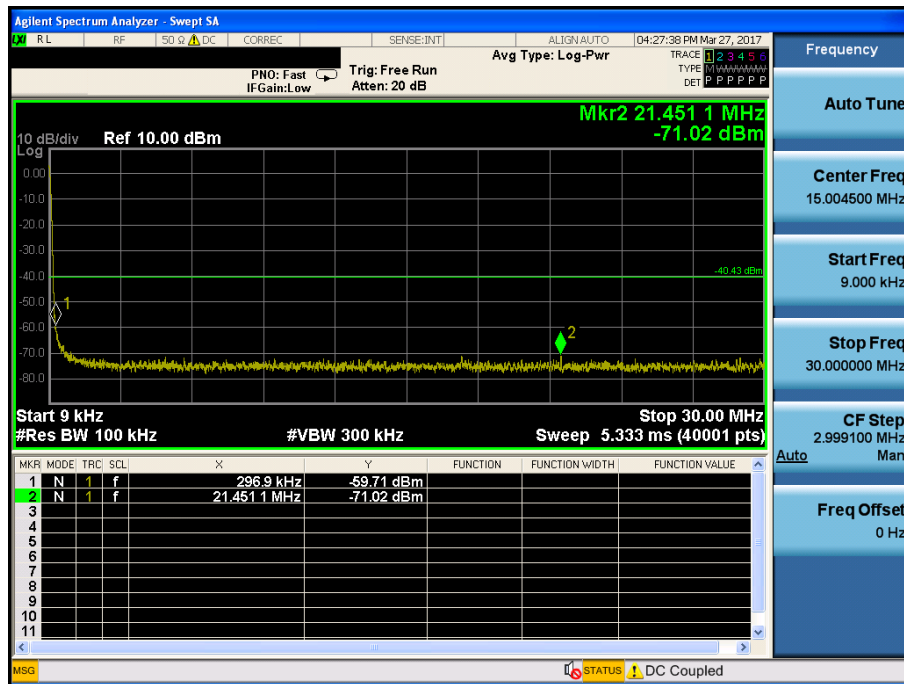 Agilent Spectrum Analyzer - Swept SA
LXI RL RF 50 Ω DC CORREC SENSE:INT ALIGN AUTO 04:27:38 PM Mar 27, 2017
Avg Type: Log-Pwr
TRACE 1 2 3 4 5 6
PNO: Fast Trig: Free Run
TYPE MWWWWW
IFGain:Low Atten: 20 dB
DET P P P P P P
Mkr2 21.451 1 MHz
-71.02 dBm
10 dB/div Ref 10.00 dBm
Log
0.00
-10.0
-20.0
-30.0
-40.0
-40.43 dBm
-50.0
1
-60.0
2
-70.0
-80.0
Start 9 kHz Stop 30.00 MHz
#Res BW 100 kHz #VBW 300 kHz Sweep 5.333 ms (40001 pts)
MKR MODE TRC SCL X Y FUNCTION FUNCTION WIDTH FUNCTION VALUE
1 N 1 f 296.9 kHz -59.71 dBm
2 N 1 f 21.451 1 MHz -71.02 dBm
3
4
5
6
7
8
9
10
11
MSG STATUS DC Coupled
Frequency
Auto Tune
Center Freq
15.004500 MHz
Start Freq
9.000 kHz
Stop Freq
30.000000 MHz
CF Step
2.999100 MHz
Auto Man
Freq Offset
0 Hz